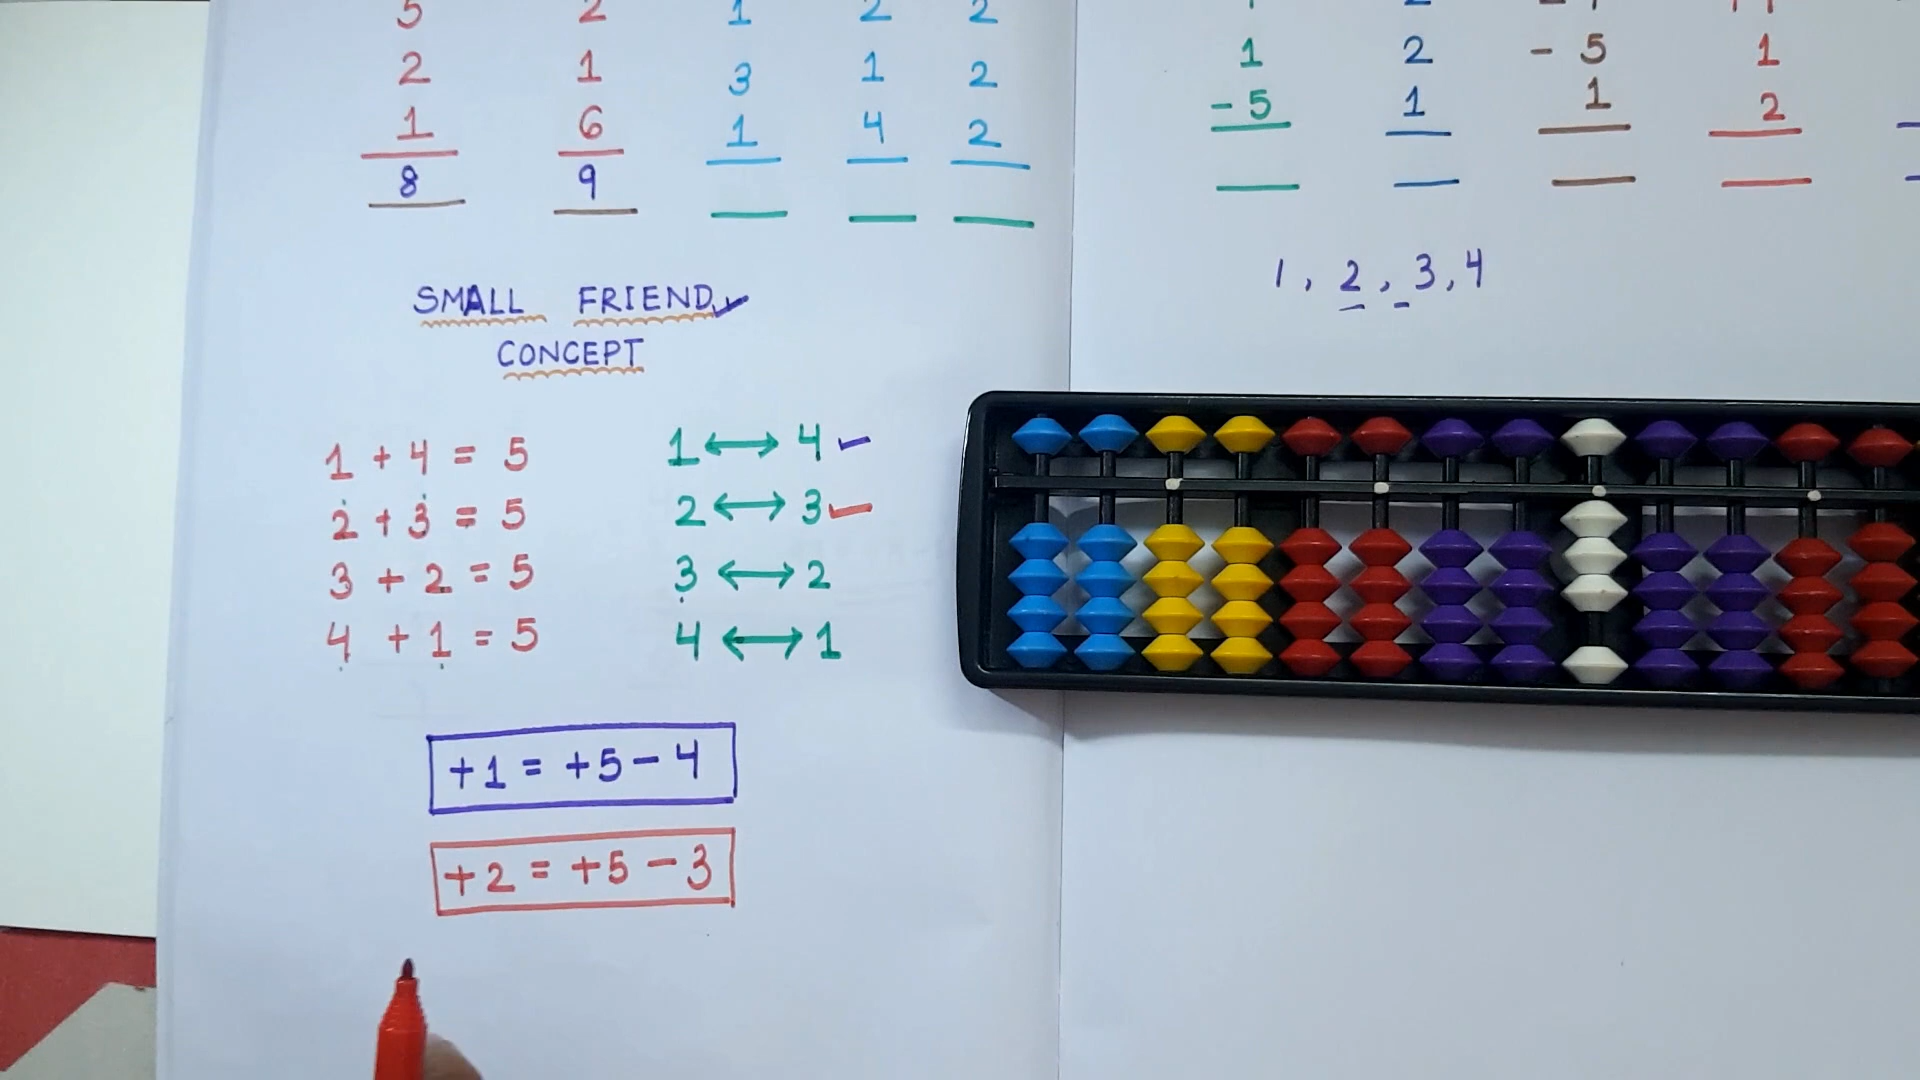 5 2 1 2 2
2 1 3 1 2
1 6 1 4 2
8 9
SMALL FRIEND
CONCEPT
1 + 4 = 5
2 + 3 = 5
3 + 2 = 5
4 + 1 = 5
1 ↔ 4
2 ↔ 3
3 ↔ 2
4 ↔ 1
+1 = +5 - 4
+2 = +5 - 3
1 2 - 5 1
- 5 1 1 2
1, 2, 3, 4